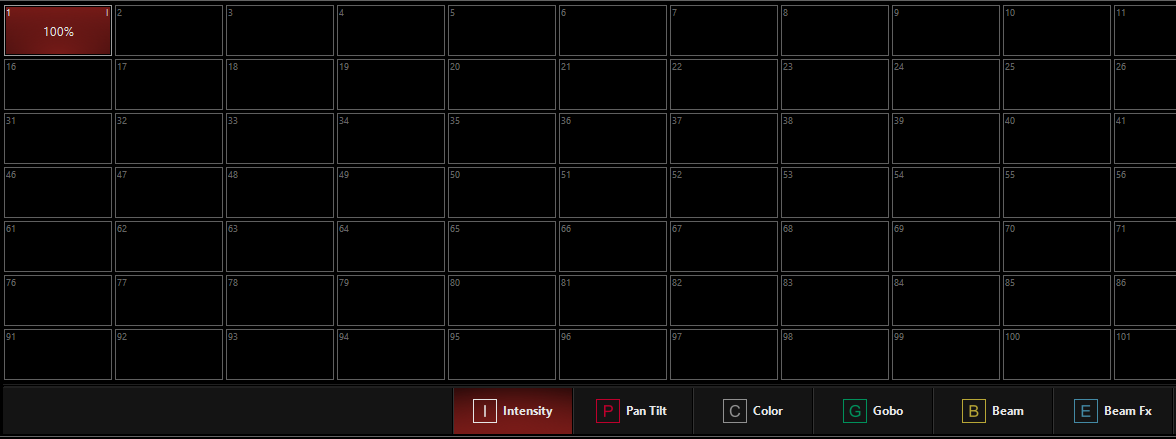 1 I 2 3 4 5 6 7 8 9 10 11
100%
16 17 18 19 20 21 22 23 24 25 26
31 32 33 34 35 36 37 38 39 40 41
46 47 48 49 50 51 52 53 54 55 56
61 62 63 64 65 66 67 68 69 70 71
76 77 78 79 80 81 82 83 84 85 86
91 92 93 94 95 96 97 98 99 100 101
I Intensity P Pan Tilt C Color G Gobo B Beam E Beam Fx